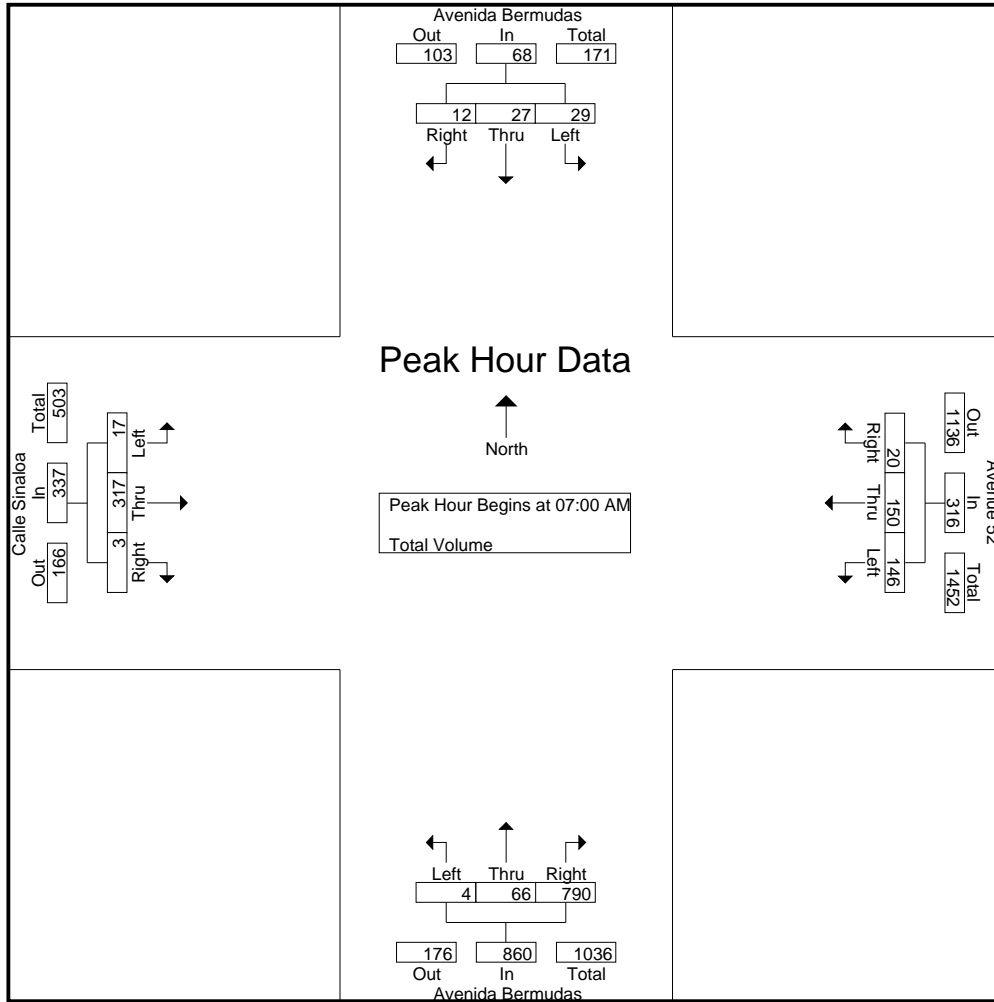 Avenida Bermudas
Out In Total
103 68 171
12 27 29
Right Thru Left
Peak Hour Data
North
Peak Hour Begins at 07:00 AM
Total Volume
Calle Sinaloa
Out In Total
166 337 503
17 317 3
Left Thru Right
Avenue 52
Out In Total
1136 316 1452
20 150 146
Right Thru Left
Left Thru Right
4 66 790
176 860 1036
Out In Total
Avenida Bermudas